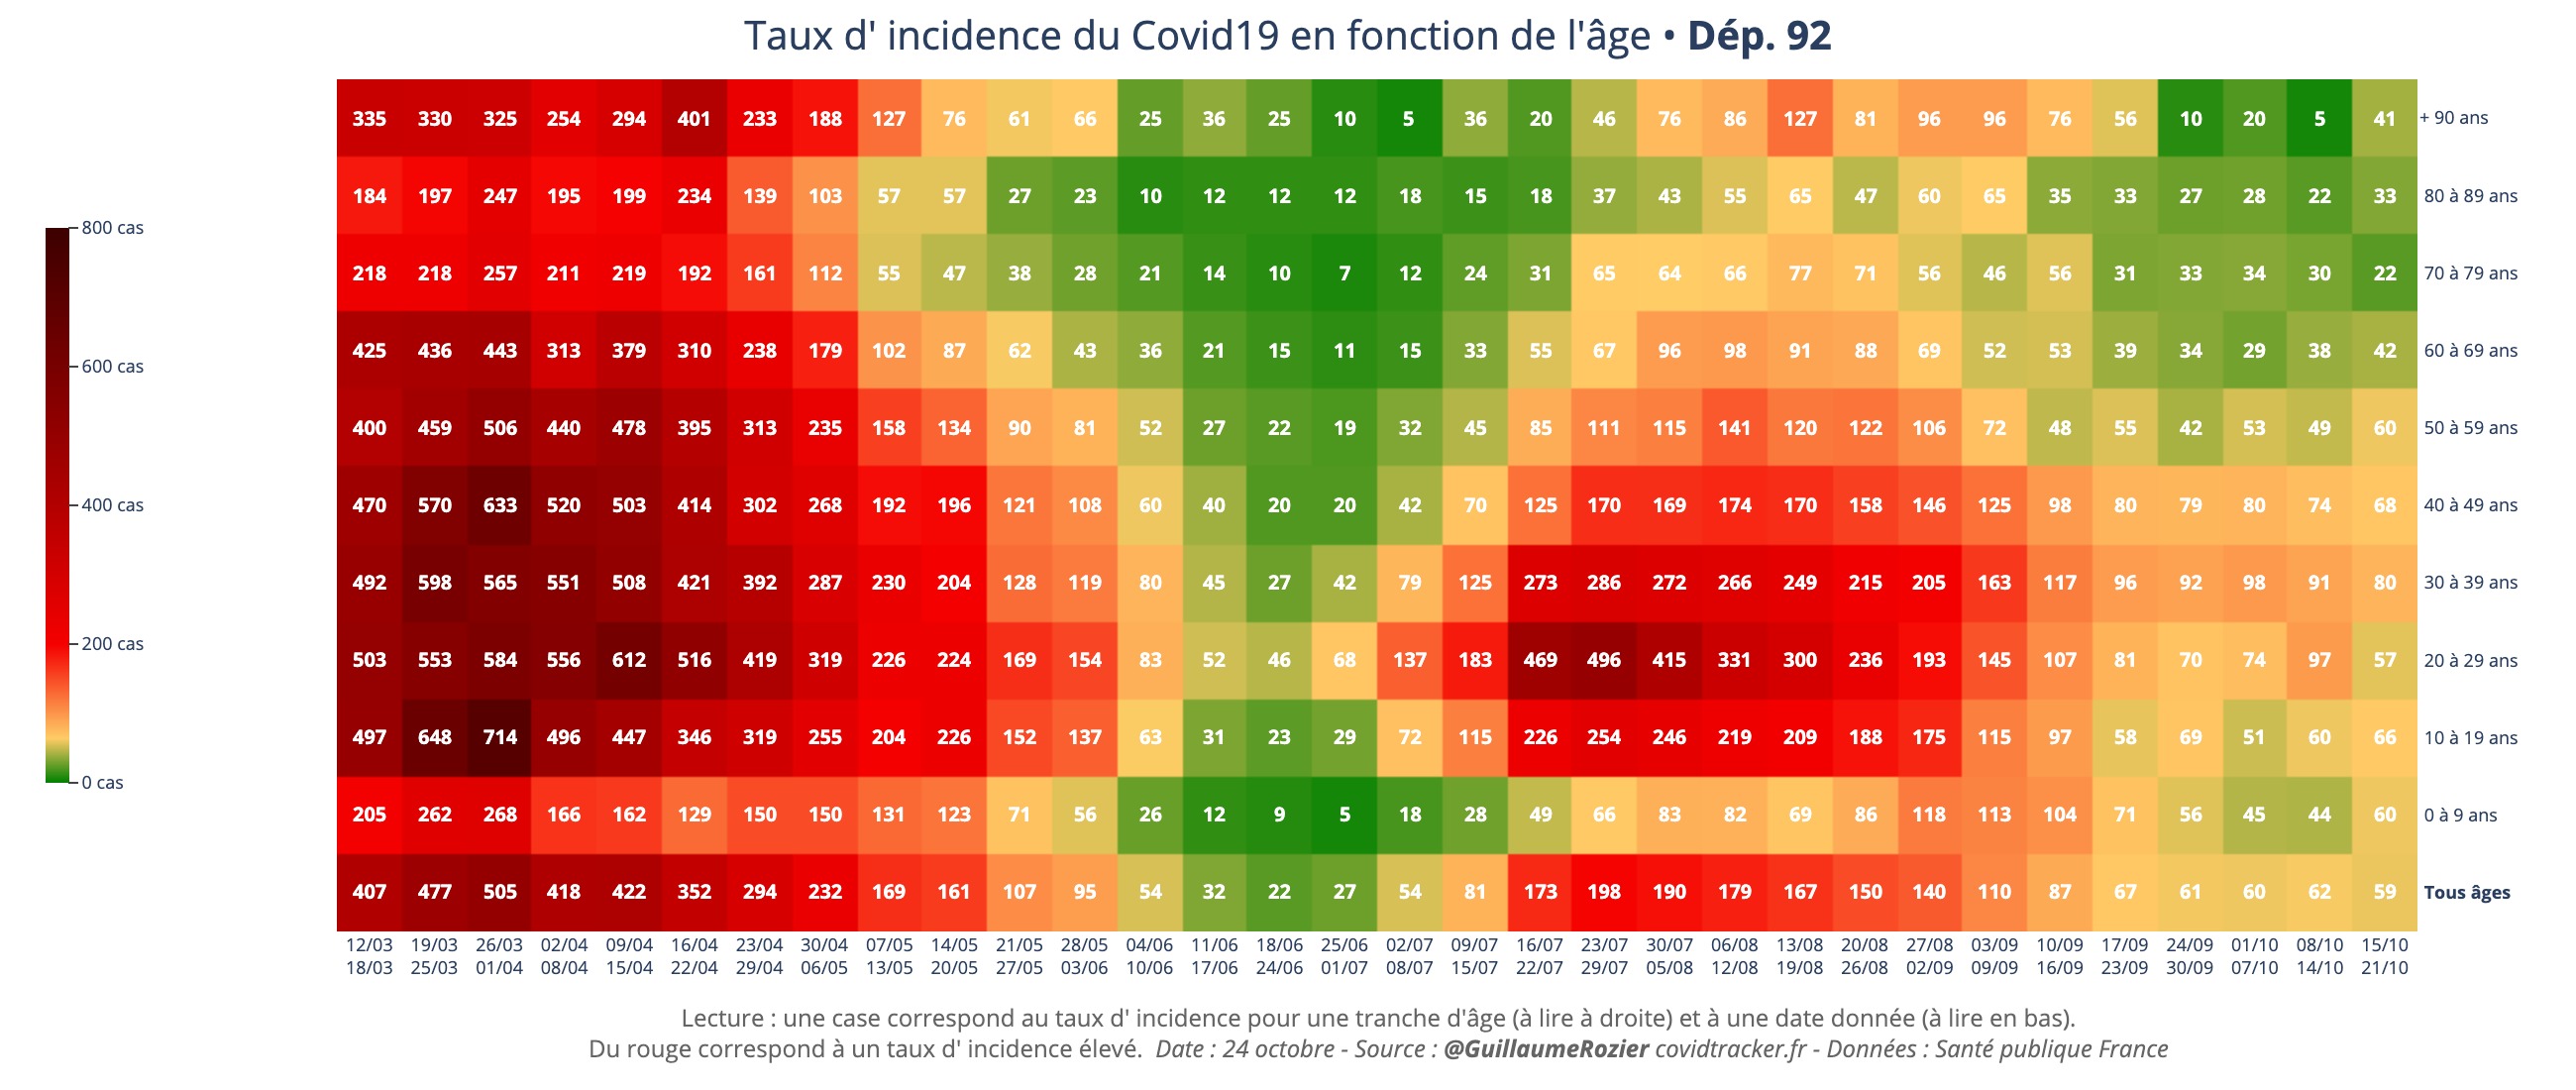 Taux d' incidence du Covid19 en fonction de l'âge • Dép. 92
800 cas
600 cas
400 cas
200 cas
0 cas
335 330 325 254 294 401 233 188 127 76 61 66 25 36 25 10 5 36 20 46 76 86 127 81 96 96 76 56 10 20 5 41 + 90 ans
184 197 247 195 199 234 139 103 57 57 27 23 10 12 12 12 18 15 18 37 43 55 65 47 60 65 35 33 27 28 22 33 80 à 89 ans
218 218 257 211 219 192 161 112 55 47 38 28 21 14 10 7 12 24 31 65 64 66 77 71 56 46 56 31 33 34 30 22 70 à 79 ans
425 436 443 313 379 310 238 179 102 87 62 43 36 21 15 11 15 33 55 67 96 98 91 88 69 52 53 39 34 29 38 42 60 à 69 ans
400 459 506 440 478 395 313 235 158 134 90 81 52 27 22 19 32 45 85 111 115 141 120 122 106 72 48 55 42 53 49 60 50 à 59 ans
470 570 633 520 503 414 302 268 192 196 121 108 60 40 20 20 42 70 125 170 169 174 170 158 146 125 98 80 79 80 74 68 40 à 49 ans
492 598 565 551 508 421 392 287 230 204 128 119 80 45 27 42 79 125 273 286 272 266 249 215 205 163 117 96 92 98 91 80 30 à 39 ans
503 553 584 556 612 516 419 319 226 224 169 154 83 52 46 68 137 183 469 496 415 331 300 236 193 145 107 81 70 74 97 57 20 à 29 ans
497 648 714 496 447 346 319 255 204 226 152 137 63 31 23 29 72 115 226 254 246 219 209 188 175 115 97 58 69 51 60 66 10 à 19 ans
205 262 268 166 162 129 150 150 131 123 71 56 26 12 9 5 18 28 49 66 83 82 69 86 118 113 104 71 56 45 44 60 0 à 9 ans
407 477 505 418 422 352 294 232 169 161 107 95 54 32 22 27 54 81 173 198 190 179 167 150 140 110 87 67 61 60 62 59 Tous âges
12/03 19/03 26/03 02/04 09/04 16/04 23/04 30/04 07/05 14/05 21/05 28/05 04/06 11/06 18/06 25/06 02/07 09/07 16/07 23/07 30/07 06/08 13/08 20/08 27/08 03/09 10/09 17/09 24/09 01/10 08/10 15/10
18/03 25/03 01/04 08/04 15/04 22/04 29/04 06/05 13/05 20/05 27/05 03/06 10/06 17/06 24/06 01/07 08/07 15/07 22/07 29/07 05/08 12/08 19/08 26/08 02/09 09/09 16/09 23/09 30/09 07/10 14/10 21/10
Lecture : une case correspond au taux d' incidence pour une tranche d'âge (à lire à droite) et à une date donnée (à lire en bas).
Du rouge correspond à un taux d' incidence élevé. Date : 24 octobre - Source : @GuillaumeRozier covidtracker.fr - Données : Santé publique France